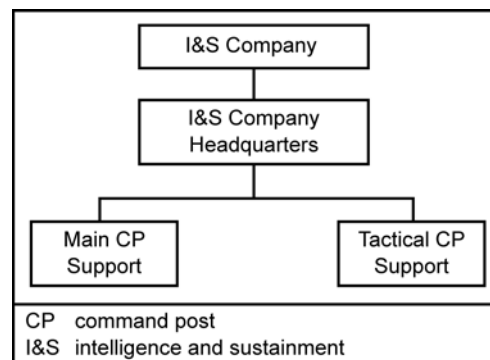 I&S Company
I&S Company
Headquarters
Main CP
Support
Tactical CP
Support
CP command post
I&S intelligence and sustainment